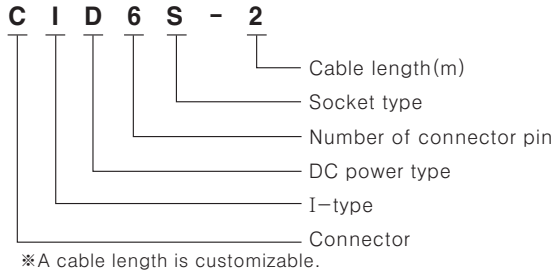 C I D 6 S - 2
Cable length(m)
Socket type
Number of connector pin
DC power type
I-type
Connector
※A cable length is customizable.